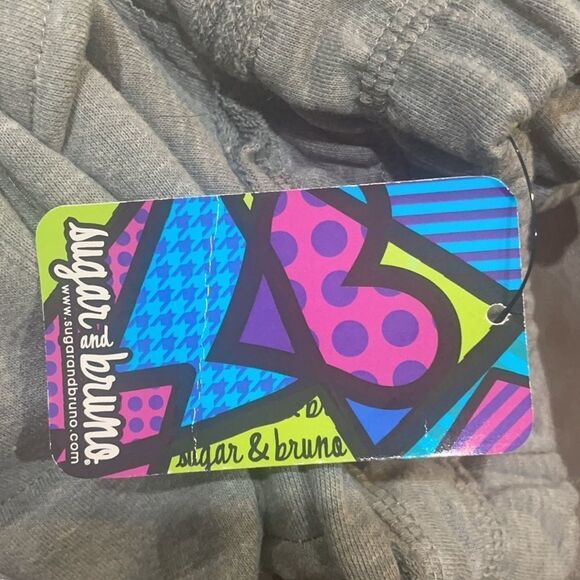 sugar and bruno.
www.sugarandbruno.com
sugar & bruno